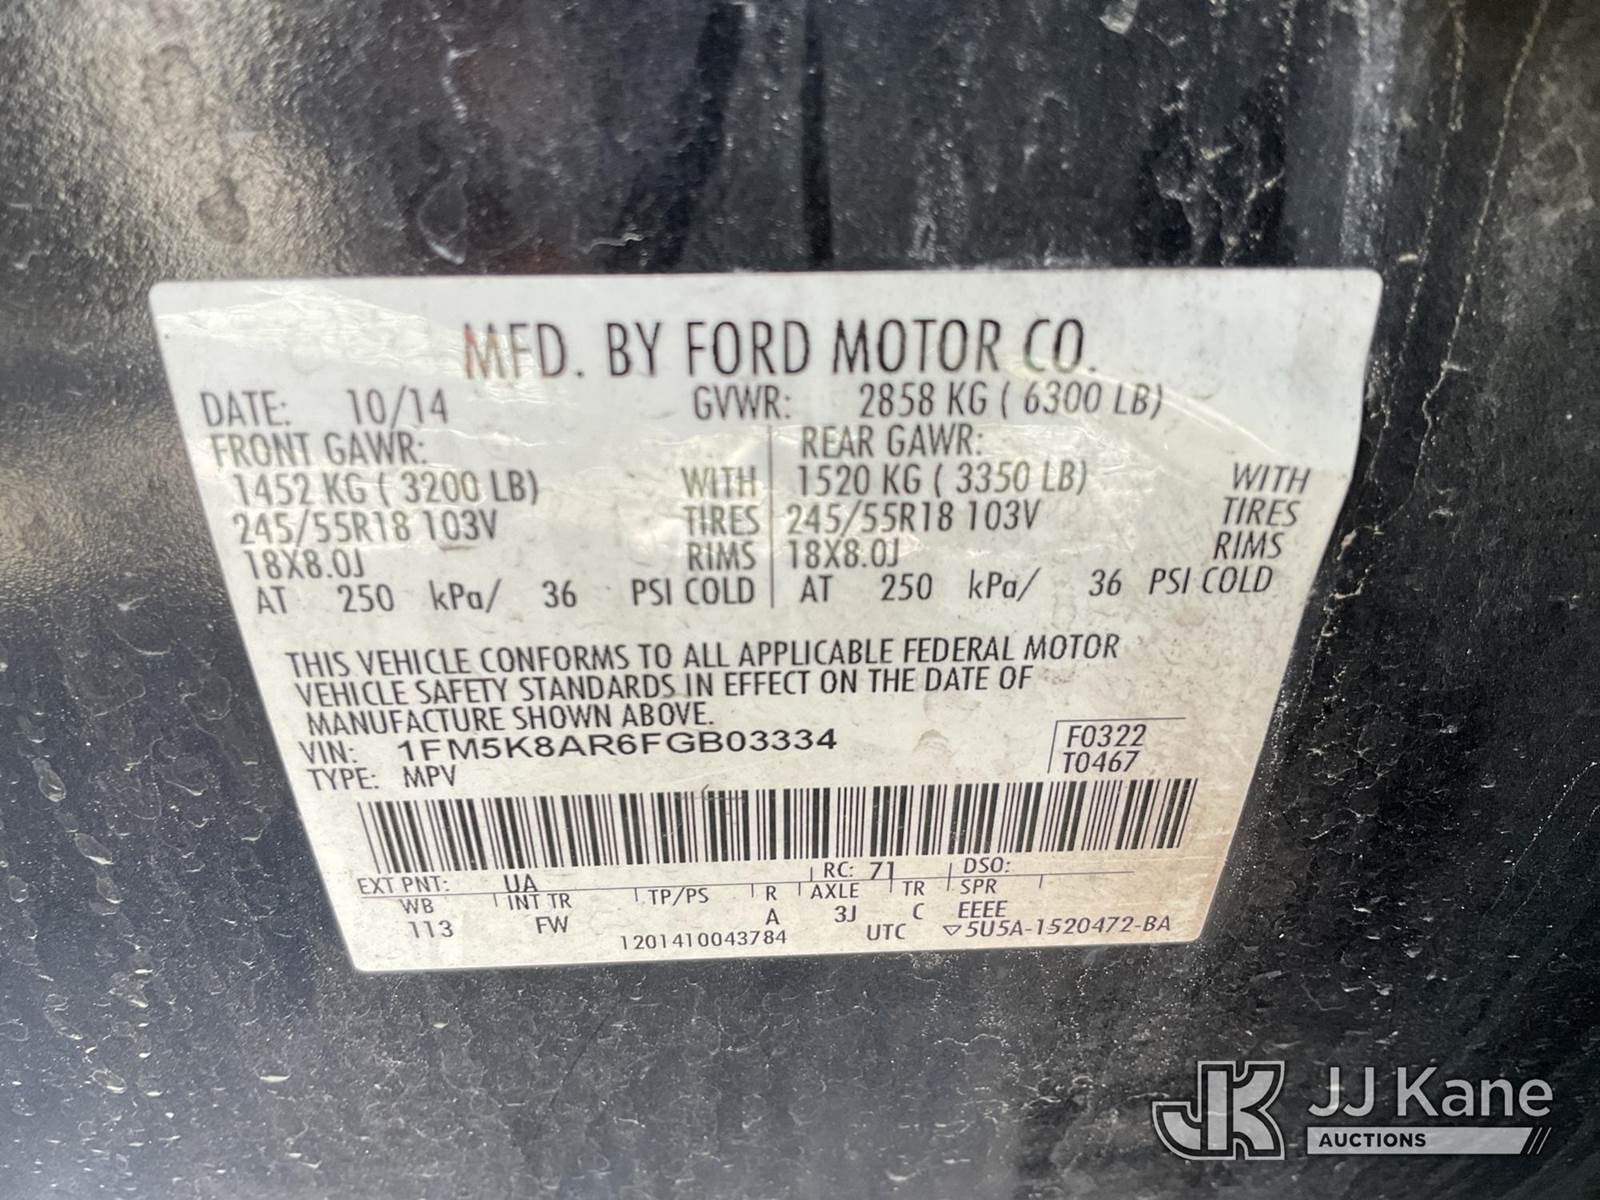 MFD. BY FORD MOTOR CO.
DATE: 10/14 GVWR: 2858 KG ( 6300 LB)
FRONT GAWR: REAR GAWR:
1452 KG ( 3200 LB) WITH 1520 KG ( 3350 LB) WITH
245/55R18 103V TIRES 245/55R18 103V TIRES
18X8.0J RIMS 18X8.0J RIMS
AT 250 kPa/ 36 PSI COLD AT 250 kPa/ 36 PSI COLD
THIS VEHICLE CONFORMS TO ALL APPLICABLE FEDERAL MOTOR
VEHICLE SAFETY STANDARDS IN EFFECT ON THE DATE OF
MANUFACTURE SHOWN ABOVE.
VIN: 1FM5K8AR6FGB03334 F0322
TYPE: MPV T0467
EXT PNT: UA RC: 71 DSO:
WB INT TR TP/PS R AXLE TR SPR
113 FW A 3J C EEEE
1201410043784 UTC ▽5U5A-1520472-BA
JK JJ Kane
AUCTIONS